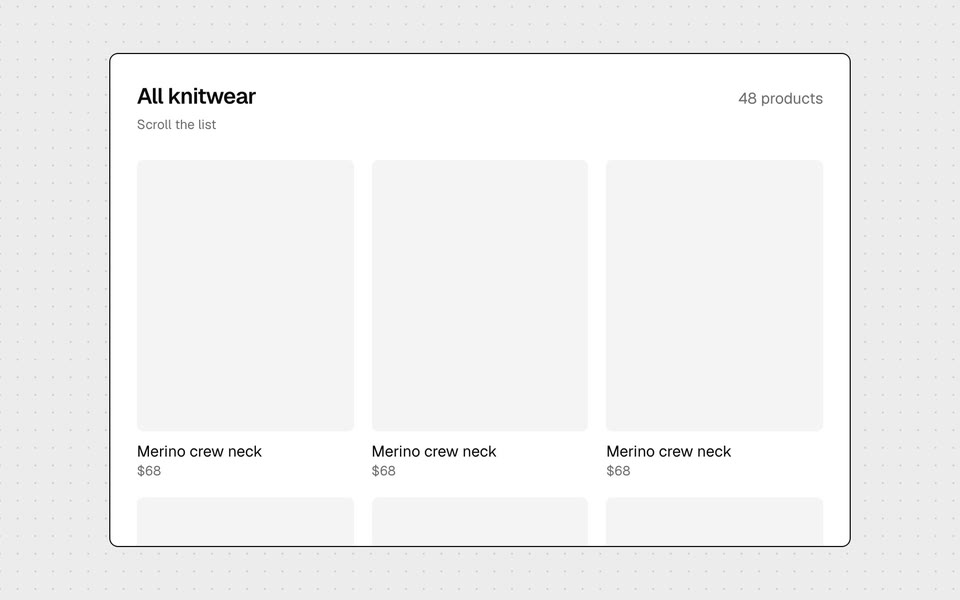 All knitwear
48 products
Scroll the list
Merino crew neck
$68
Merino crew neck
$68
Merino crew neck
$68